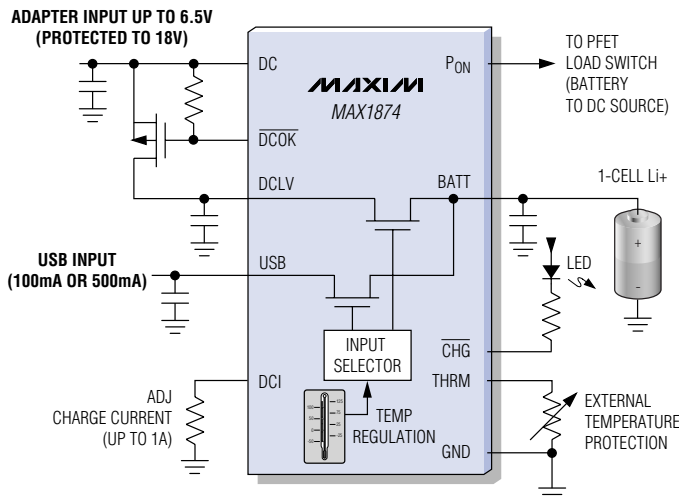 ADAPTER INPUT UP TO 6.5V
(PROTECTED TO 18V)
DC
MAXIM
MAX1874
PON
TO PFET
LOAD SWITCH
(BATTERY
TO DC SOURCE)
DCOK
DCLV
BATT
1-CELL Li+
+
-
USB INPUT
(100mA OR 500mA)
USB
LED
INPUT
SELECTOR
CHG
DCI
THRM
ADJ
CHARGE CURRENT
(UP TO 1A)
TEMP
REGULATION
EXTERNAL
TEMPERATURE
PROTECTION
GND